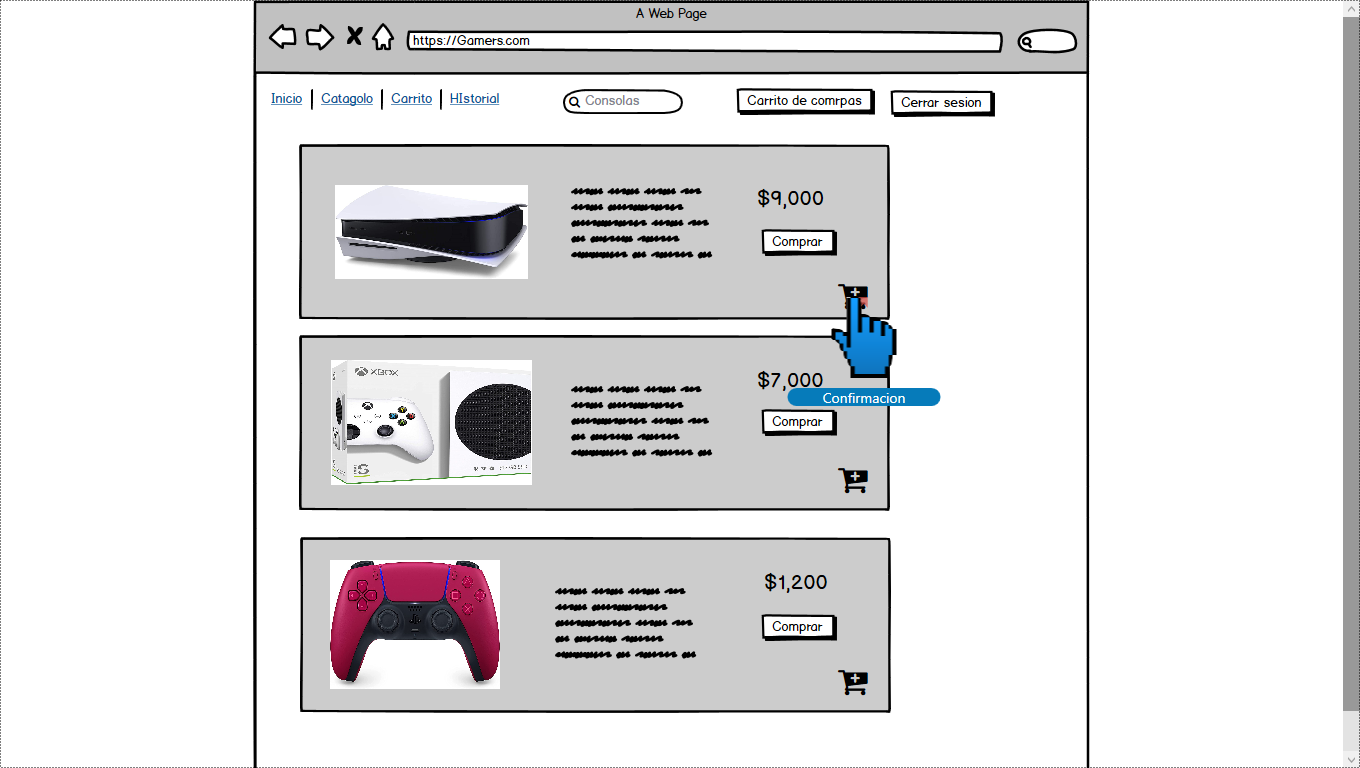 A Web Page
https://Gamers.com
Inicio Catagolo Carrito HIstorial Consolas Carrito de comrpas Cerrar sesion
$9,000
Comprar
XBOX
$7,000
Confirmacion
Comprar
$1,200
Comprar